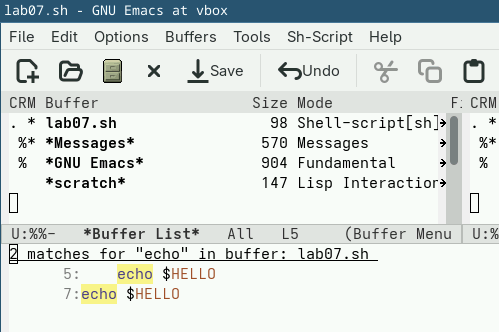 lab07.sh - GNU Emacs at vbox
File Edit Options Buffers Tools Sh-Script Help
Save Undo
CRM Buffer Size Mode F: CRM
. * lab07.sh 98 Shell-script[sh] . *
%* *Messages* 570 Messages %*
% *GNU Emacs* 904 Fundamental %
*scratch* 147 Lisp Interaction
U:%%- *Buffer List* All L5 (Buffer Menu U:%
2 matches for "echo" in buffer: lab07.sh
5: echo $HELLO
7:echo $HELLO